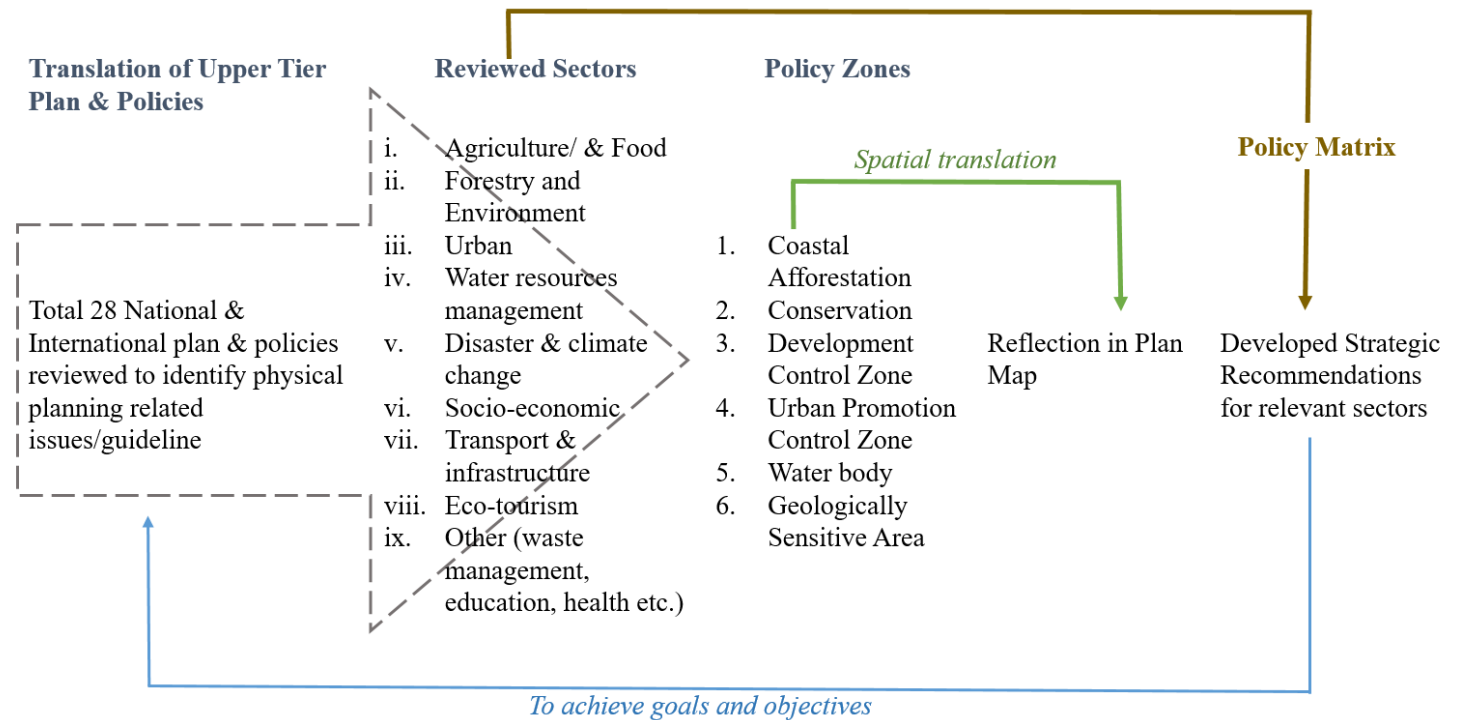 Translation of Upper Tier
Plan & Policies
Total 28 National &
International plan & policies
reviewed to identify physical
planning related
issues/guideline
Reviewed Sectors
i. Agriculture/ & Food
ii. Forestry and
Environment
iii. Urban
iv. Water resources
management
v. Disaster & climate
change
vi. Socio-economic
vii. Transport &
infrastructure
viii. Eco-tourism
ix. Other (waste
management,
education, health etc.)
Policy Zones
1. Coastal
Afforestation
2. Conservation
3. Development
Control Zone
4. Urban Promotion
Control Zone
5. Water body
6. Geologically
Sensitive Area
Spatial translation
Reflection in Plan
Map
Policy Matrix
Developed Strategic
Recommendations
for relevant sectors
To achieve goals and objectives